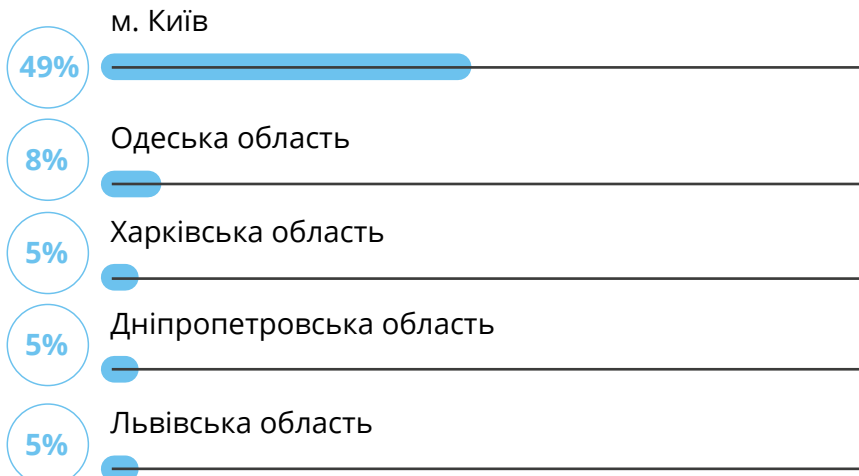 м. Київ
49%
Одеська область
8%
Харківська область
5%
Дніпропетровська область
5%
Львівська область
5%